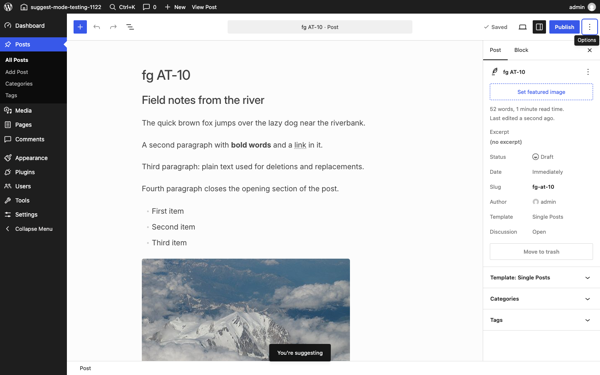 suggest-mode-testing-1122
Ctrl+K
0
New
View Post
admin
Dashboard
Posts
All Posts
Add Post
Categories
Tags
Media
Pages
Comments
Appearance
Plugins
Users
Tools
Settings
Collapse Menu
fg AT-10 · Post
Saved
Publish
Options
fg AT-10
Field notes from the river
The quick brown fox jumps over the lazy dog near the riverbank.
A second paragraph with bold words and a link in it.
Third paragraph: plain text used for deletions and replacements.
Fourth paragraph closes the opening section of the post.
· First item
· Second item
· Third item
You're suggesting
Post
Post Block
fg AT-10
Set featured image
52 words, 1 minute read time.
Last edited a second ago.
Excerpt
(no excerpt)
Status Draft
Date Immediately
Slug fg-at-10
Author admin
Template Single Posts
Discussion Open
Move to trash
Template: Single Posts
Categories
Tags